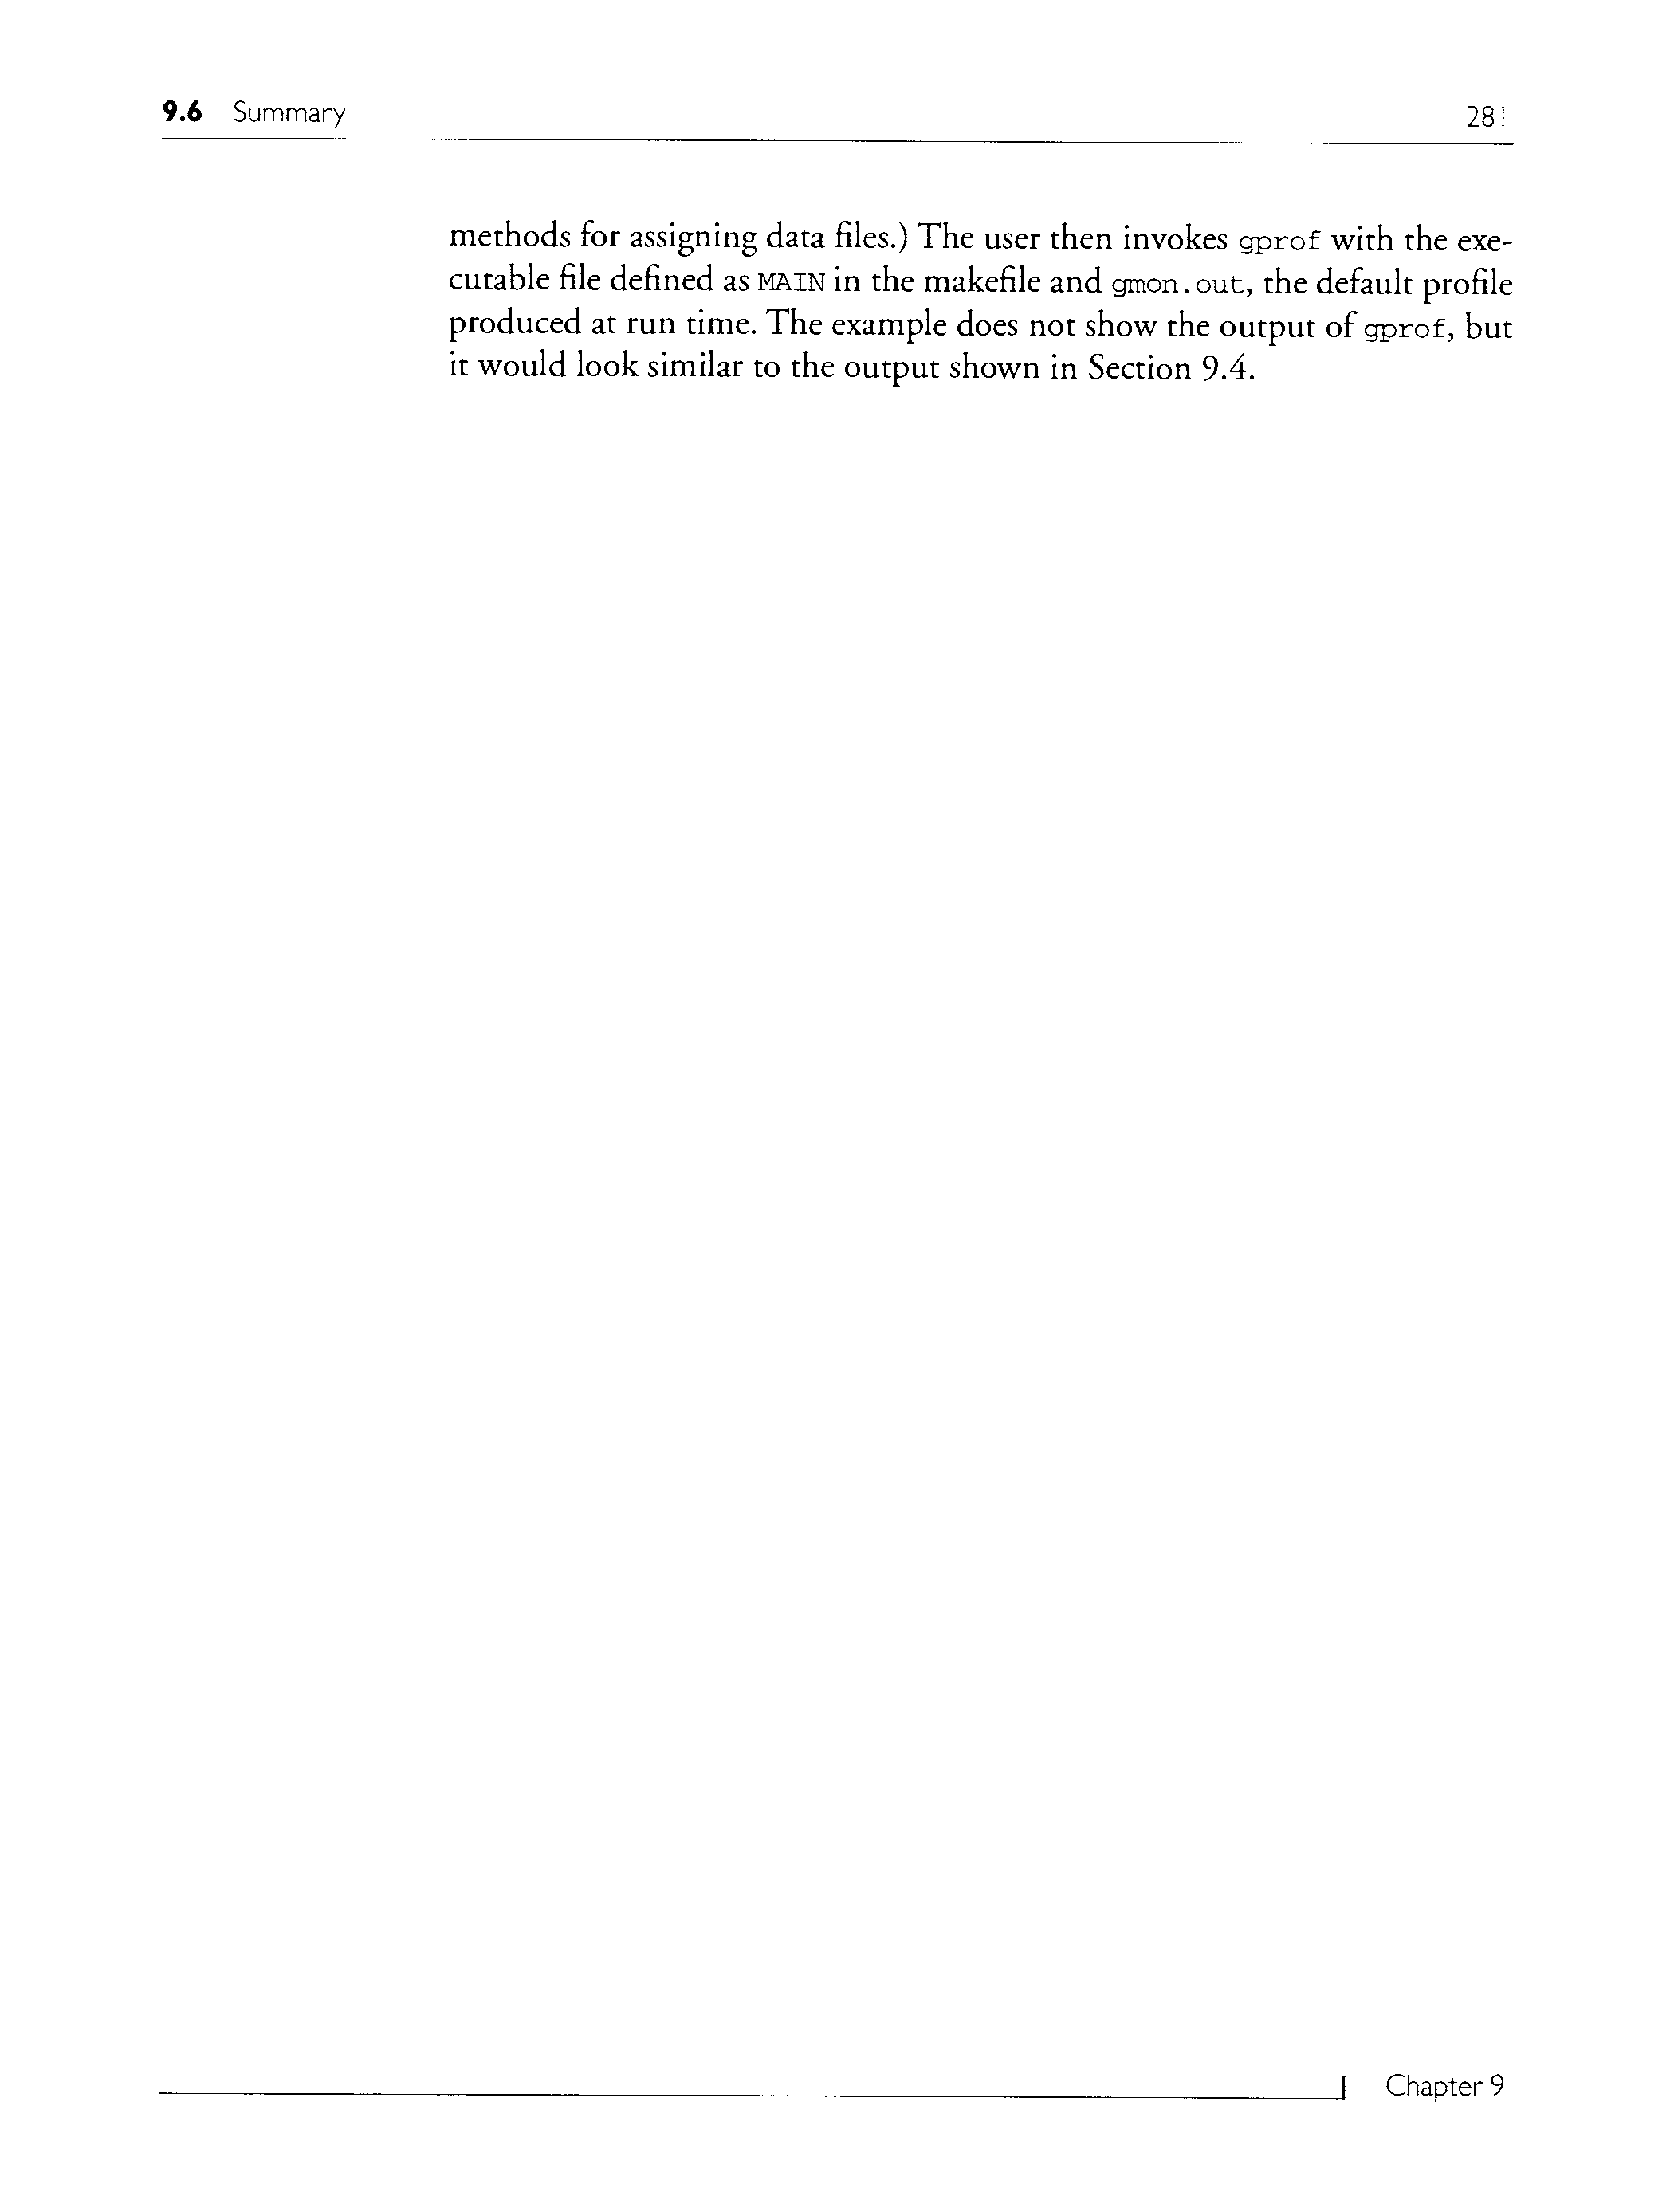 9.6 Summary 281
methods for assigning data files.) The user then invokes gprof with the exe-
cutable file defined as MAIN in the makefile and gmon.out, the default profile
produced at run time. The example does not show the output of gprof, but
it would look similar to the output shown in Section 9.4.
Chapter 9